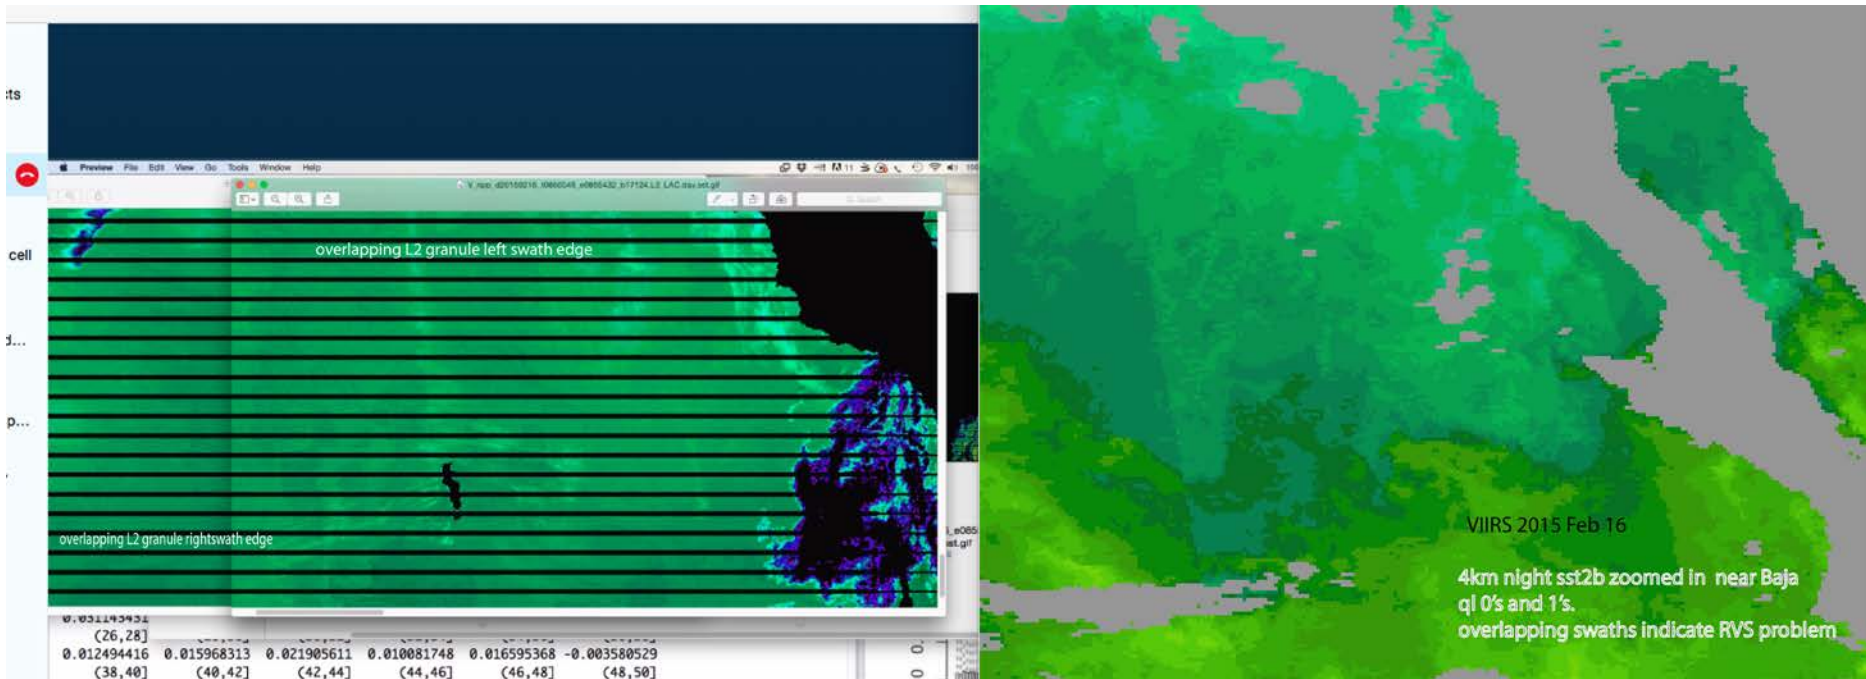 cts
cell
d...
p...
Preview File Edit View Go Tools Window Help
overlapping L2 granule left swath edge
overlapping L2 granule rightswath edge
0.031143431
(26,28]
0.012494416 0.015968313 0.021905611 0.010081748 0.016595368 -0.003580529
(38,40] (40,42] (42,44] (44,46] (46,48] (48,50]
VIIRS 2015 Feb 16
4km night sst2b zoomed in near Baja
ql 0's and 1's.
overlapping swaths indicate RVS problem